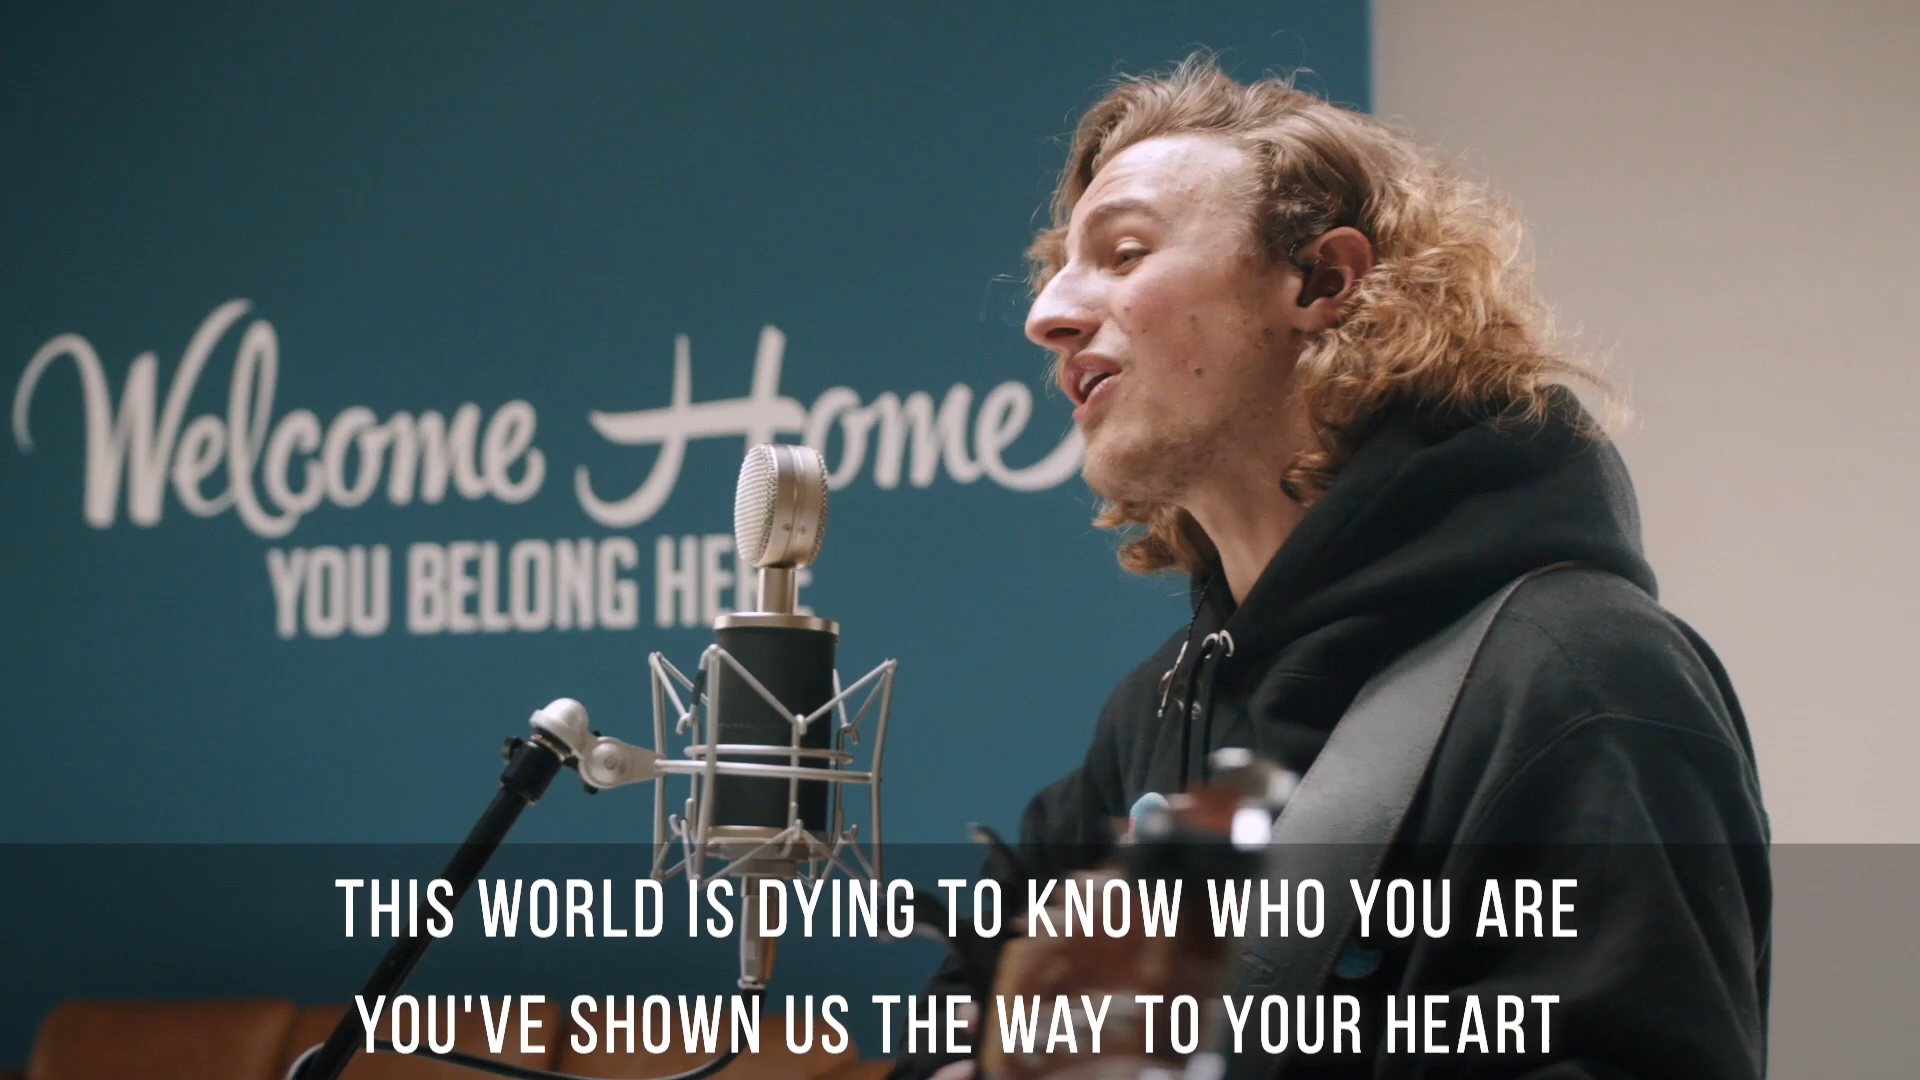 Welcome Home
YOU BELONG HERE
THIS WORLD IS DYING TO KNOW WHO YOU ARE
YOU'VE SHOWN US THE WAY TO YOUR HEART